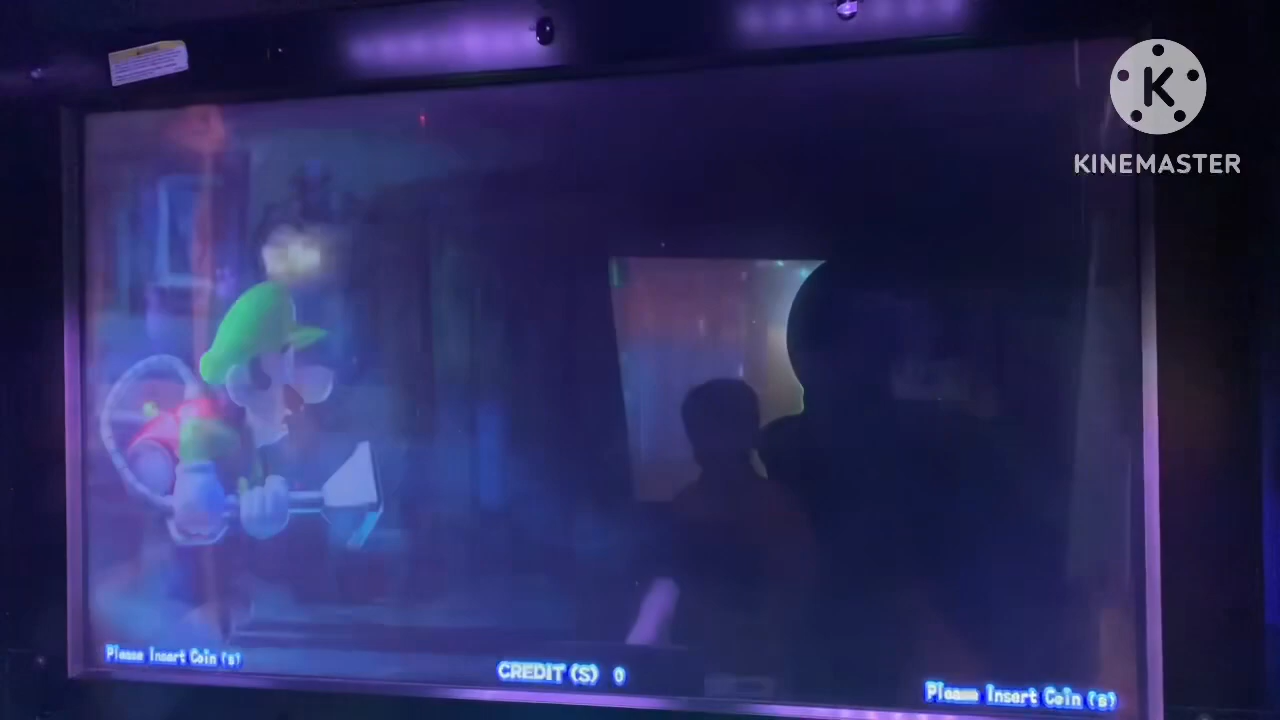 K
KINEMASTER
Please Insert Coin (s)
CREDIT (S) 0
Please Insert Coin (s)